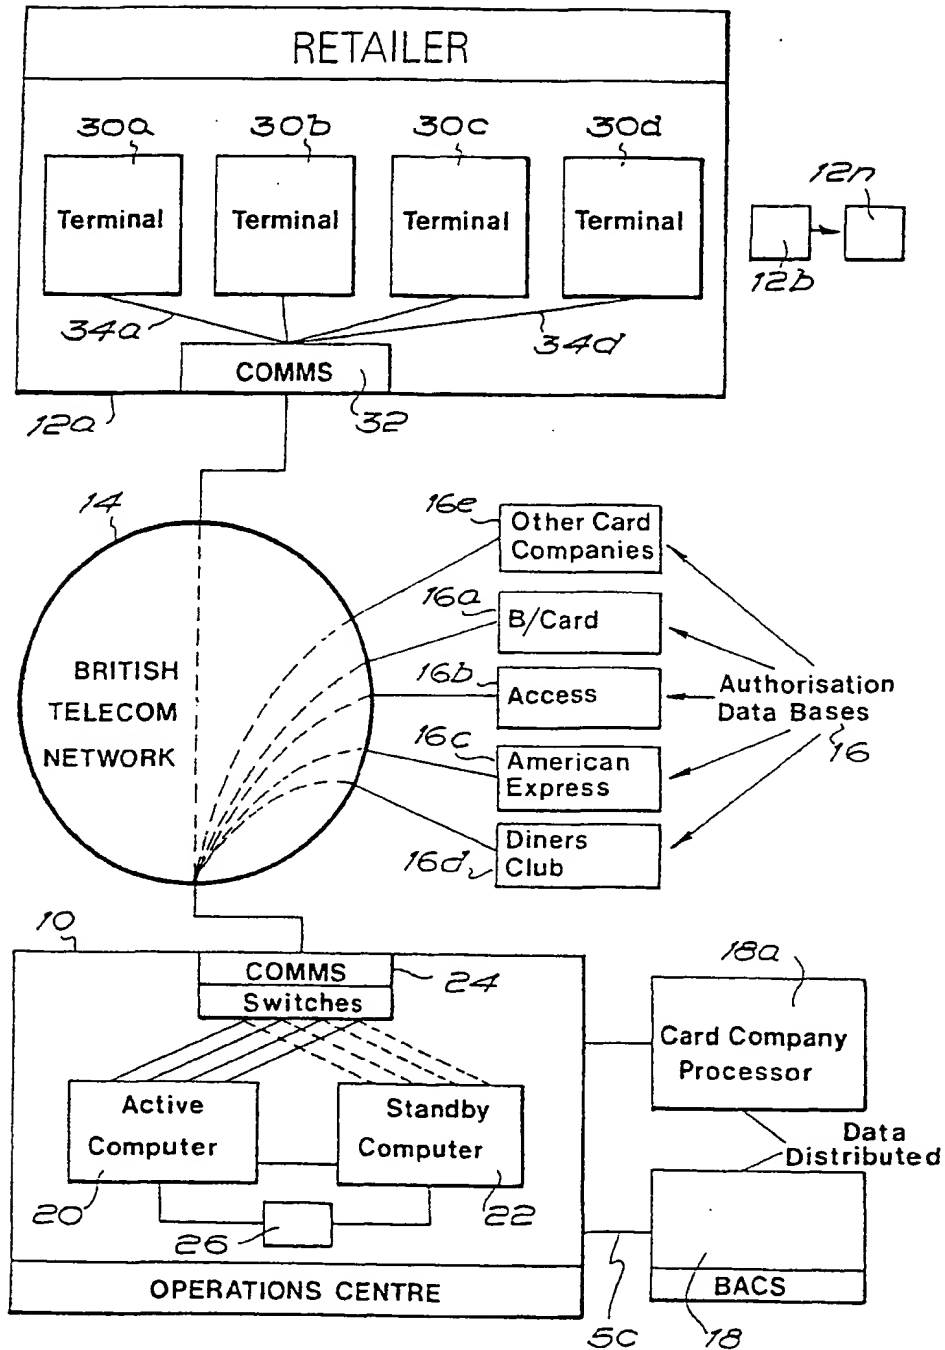 RETAILER
30a
30b
30c
30d
Terminal
Terminal
Terminal
Terminal
12n
12b
34a
34d
COMMS
12a
32
14
BRITISH
TELECOM
NETWORK
16e
Other Card
Companies
16a
B/Card
16b
Access
16c
American
Express
16d
Diners
Club
Authorisation
Data Bases
16
10
COMMS
Switches
24
Active
Computer
Standby
Computer
20
22
26
OPERATIONS CENTRE
18a
Card Company
Processor
Data
Distributed
BACS
5c
18